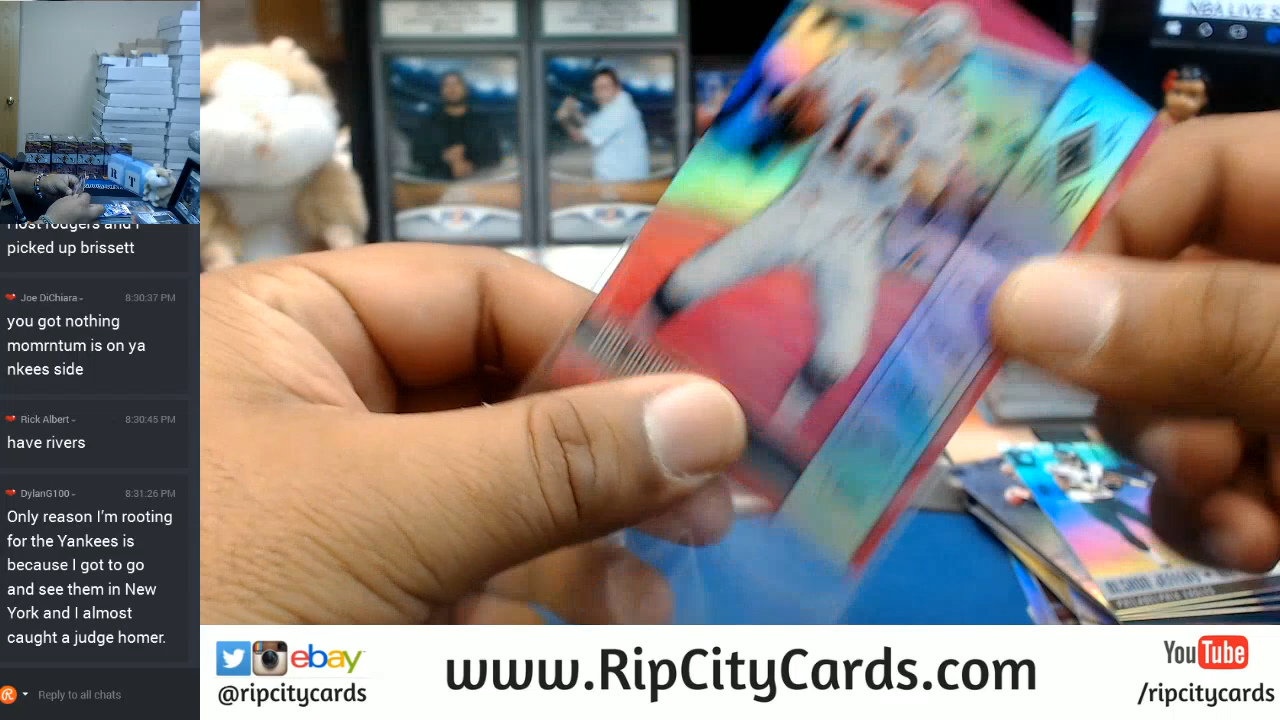 NBA LIVE S
R T
picked up brissett
Joe DiChiara
8:30:37 PM
you got nothing
momrntum is on ya
nkees side
Rick Albert
8:30:45 PM
have rivers
DylanG100
8:31:26 PM
Only reason I'm rooting
for the Yankees is
because I got to go
and see them in New
York and I almost
caught a judge homer.
Reply to all chats
ebay
@ripcitycards
www.RipCityCards.com
YouTube
/ripcitycards